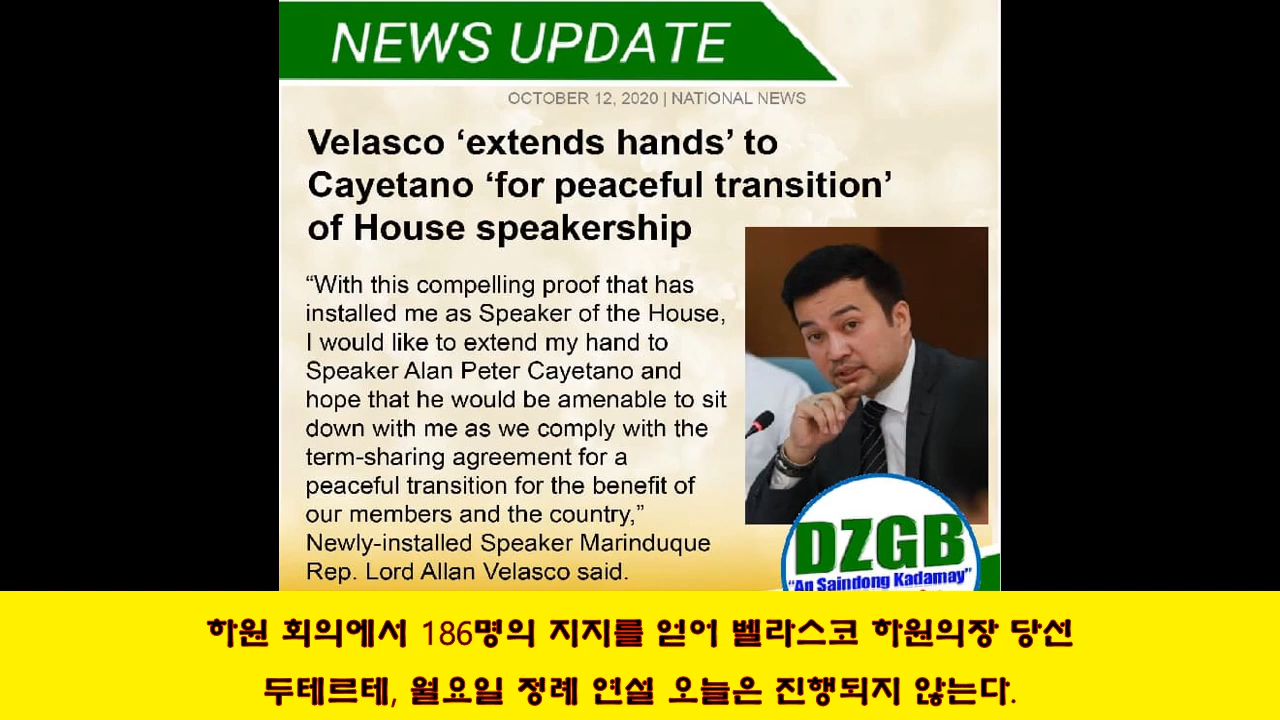 NEWS UPDATE
OCTOBER 12, 2020 | NATIONAL NEWS
Velasco ‘extends hands’ to
Cayetano ‘for peaceful transition’
of House speakership
“With this compelling proof that has
installed me as Speaker of the House,
I would like to extend my hand to
Speaker Alan Peter Cayetano and
hope that he would be amenable to sit
down with me as we comply with the
term-sharing agreement for a
peaceful transition for the benefit of
our members and the country,”
Newly-installed Speaker Marinduque
Rep. Lord Allan Velasco said.
DZGB
“An Saindong Kadamay”
하원 회의에서 186명의 지지를 얻어 벨라스코 하원의장 당선
두테르테, 월요일 정례 연설 오늘은 진행되지 않는다.